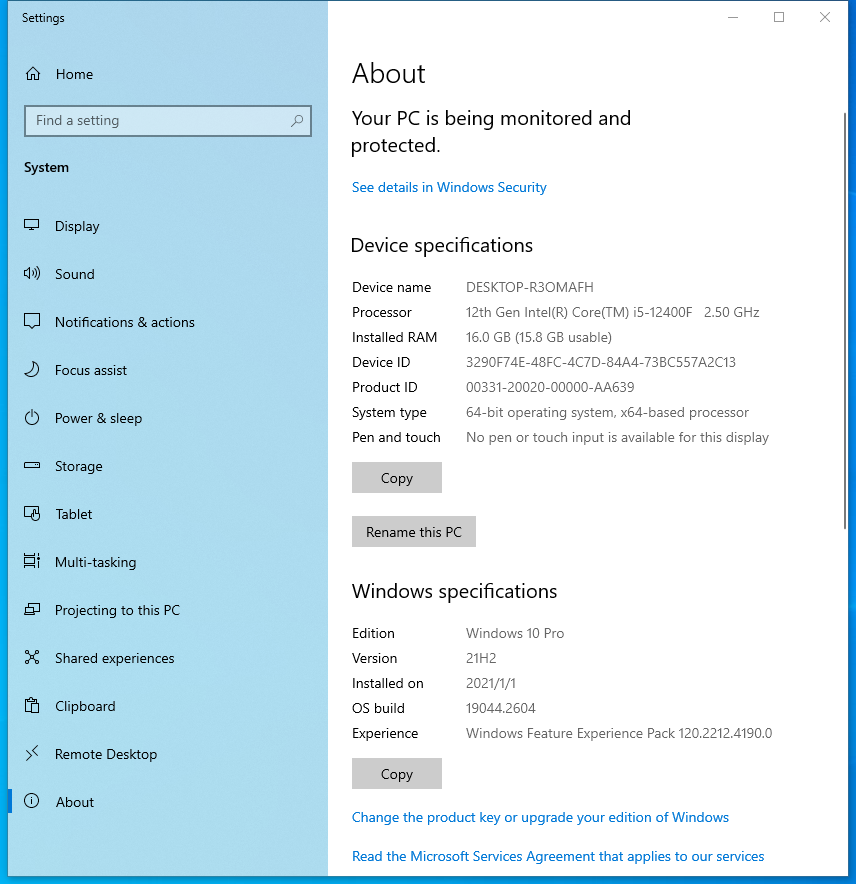 Settings
Home
Find a setting
System
Display
Sound
Notifications & actions
Focus assist
Power & sleep
Storage
Tablet
Multi-tasking
Projecting to this PC
Shared experiences
Clipboard
Remote Desktop
About
About
Your PC is being monitored and
protected.
See details in Windows Security
Device specifications
Device name DESKTOP-R3OMAFH
Processor 12th Gen Intel(R) Core(TM) i5-12400F 2.50 GHz
Installed RAM 16.0 GB (15.8 GB usable)
Device ID 3290F74E-48FC-4C7D-84A4-73BC557A2C13
Product ID 00331-20020-00000-AA639
System type 64-bit operating system, x64-based processor
Pen and touch No pen or touch input is available for this display
Copy
Rename this PC
Windows specifications
Edition Windows 10 Pro
Version 21H2
Installed on 2021/1/1
OS build 19044.2604
Experience Windows Feature Experience Pack 120.2212.4190.0
Copy
Change the product key or upgrade your edition of Windows
Read the Microsoft Services Agreement that applies to our services